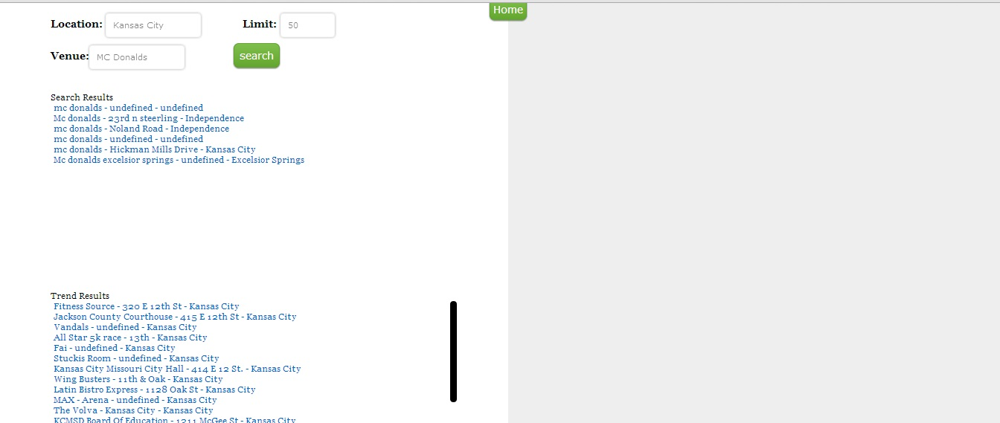 Home
Location: Kansas City Limit: 50
Venue: MC Donalds search
Search Results
mc donalds - undefined - undefined
Mc donalds - 23rd n steerling - Independence
mc donalds - Noland Road - Independence
mc donalds - undefined - undefined
mc donalds - Hickman Mills Drive - Kansas City
Mc donalds excelsior springs - undefined - Excelsior Springs
Trend Results
Fitness Source - 320 E 12th St - Kansas City
Jackson County Courthouse - 415 E 12th St - Kansas City
Vandals - undefined - Kansas City
All Star 5k race - 13th - Kansas City
Fai - undefined - Kansas City
Stuckis Room - undefined - Kansas City
Kansas City Missouri City Hall - 414 E 12 St. - Kansas City
Wing Busters - 11th & Oak - Kansas City
Latin Bistro Express - 1128 Oak St - Kansas City
MAX - Arena - undefined - Kansas City
The Volva - Kansas City - Kansas City
KCMSD Board Of Education - 1211 McGee St - Kansas City